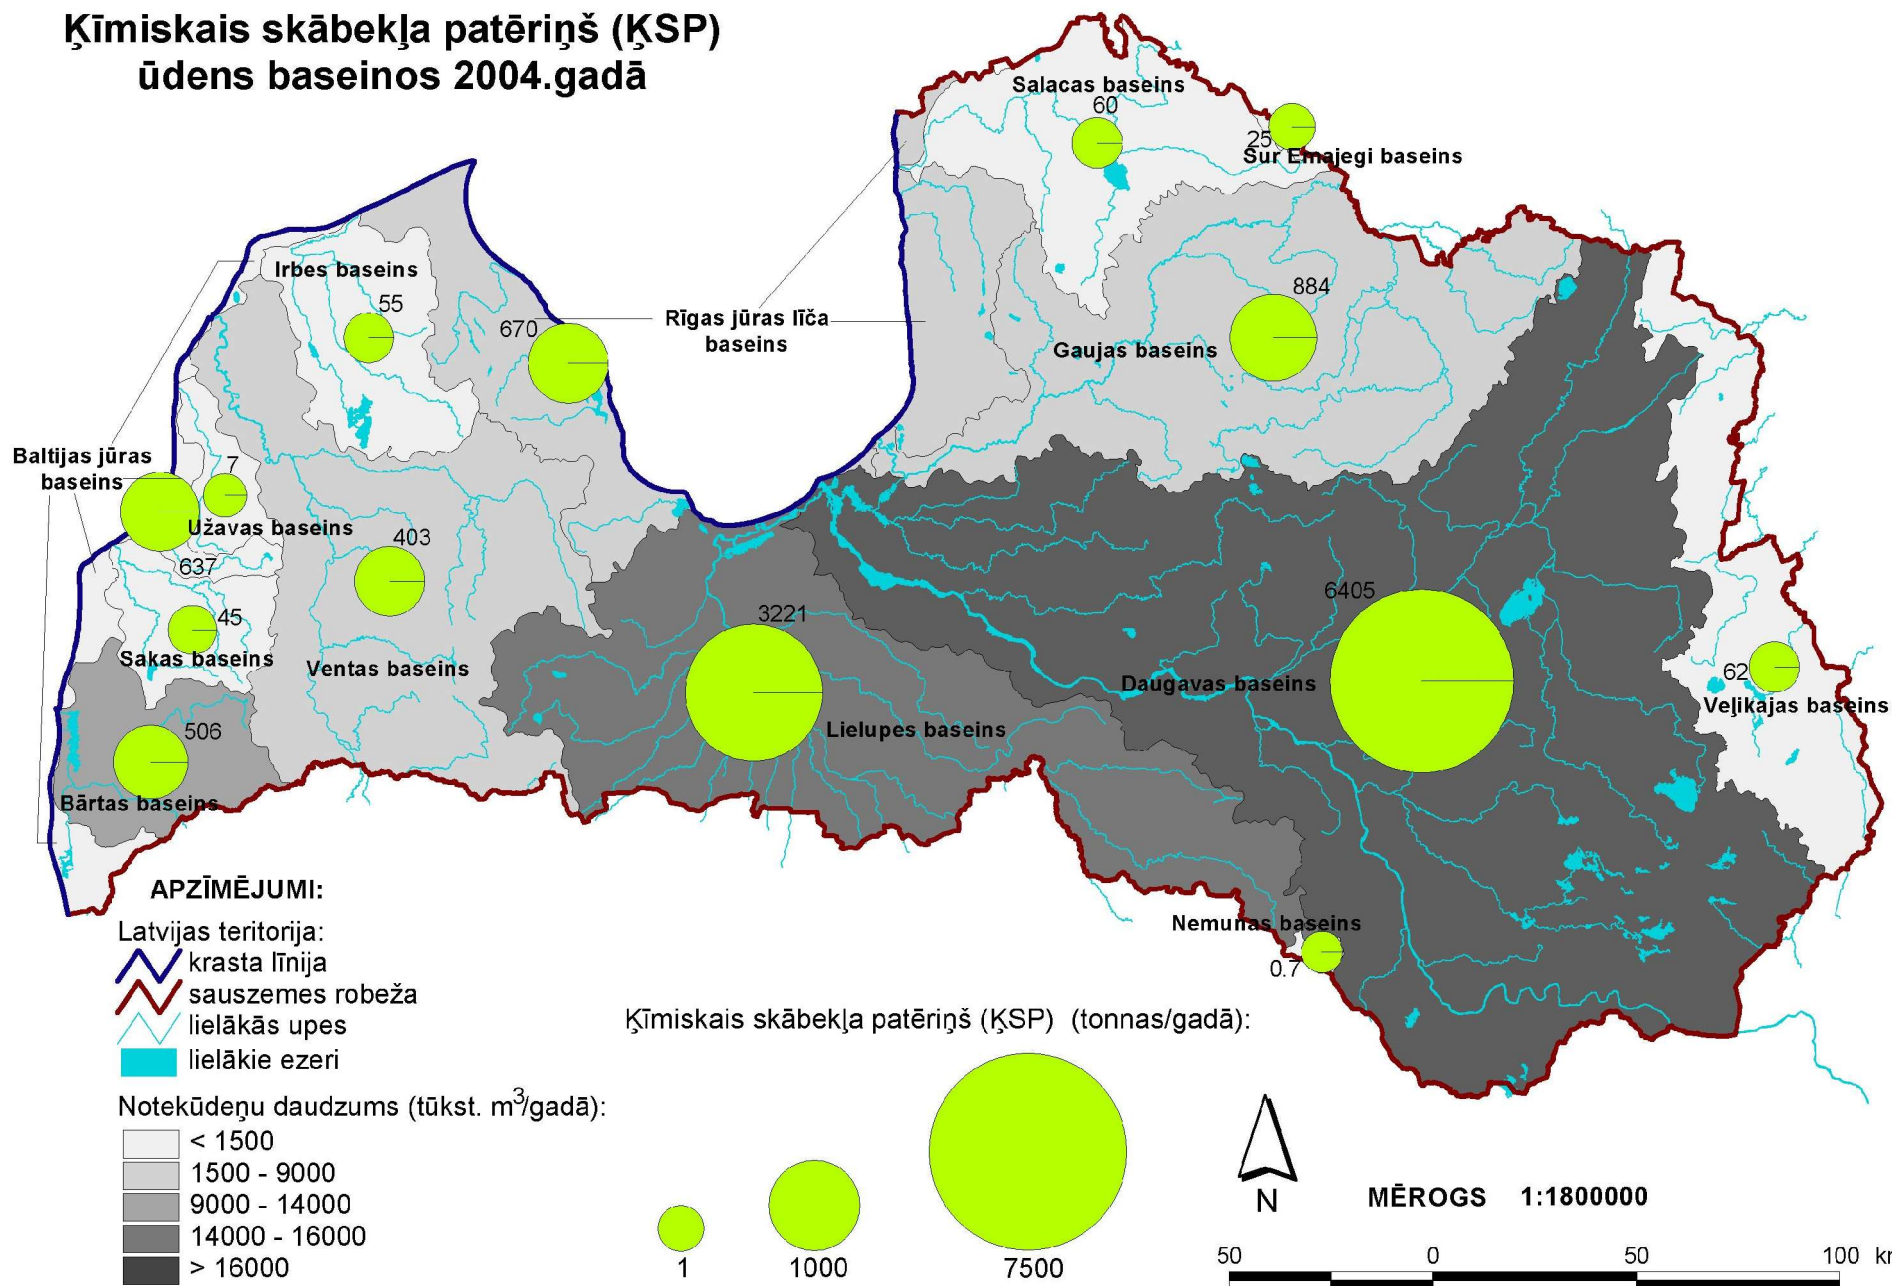 Ķīmiskais skābekļa patēriņš (ĶSP)
ūdens baseinos 2004.gadā
Salacas baseins
60
25
Sur Emajegi baseins
Irbes baseins
55
670
Rīgas jūras līča
baseins
884
Gaujas baseins
Baltijas jūras
baseins
7
Užavas baseins
637
403
45
Sakas baseins
Ventas baseins
3221
6405
Daugavas baseins
62
Veļikajas baseins
506
Lielupes baseins
Bārtas baseins
Nemunas baseins
0.7
APZĪMĒJUMI:
Latvijas teritorija:
krasta līnija
sauszemes robeža
lielākās upes
lielākie ezeri
Notekūdeņu daudzums (tūkst. m³/gadā):
< 1500
1500 - 9000
9000 - 14000
14000 - 16000
> 16000
Ķīmiskais skābekļa patēriņš (ĶSP) (tonnas/gadā):
1
1000
7500
N
MĒROGS 1:1800000
50 0 50 100 km